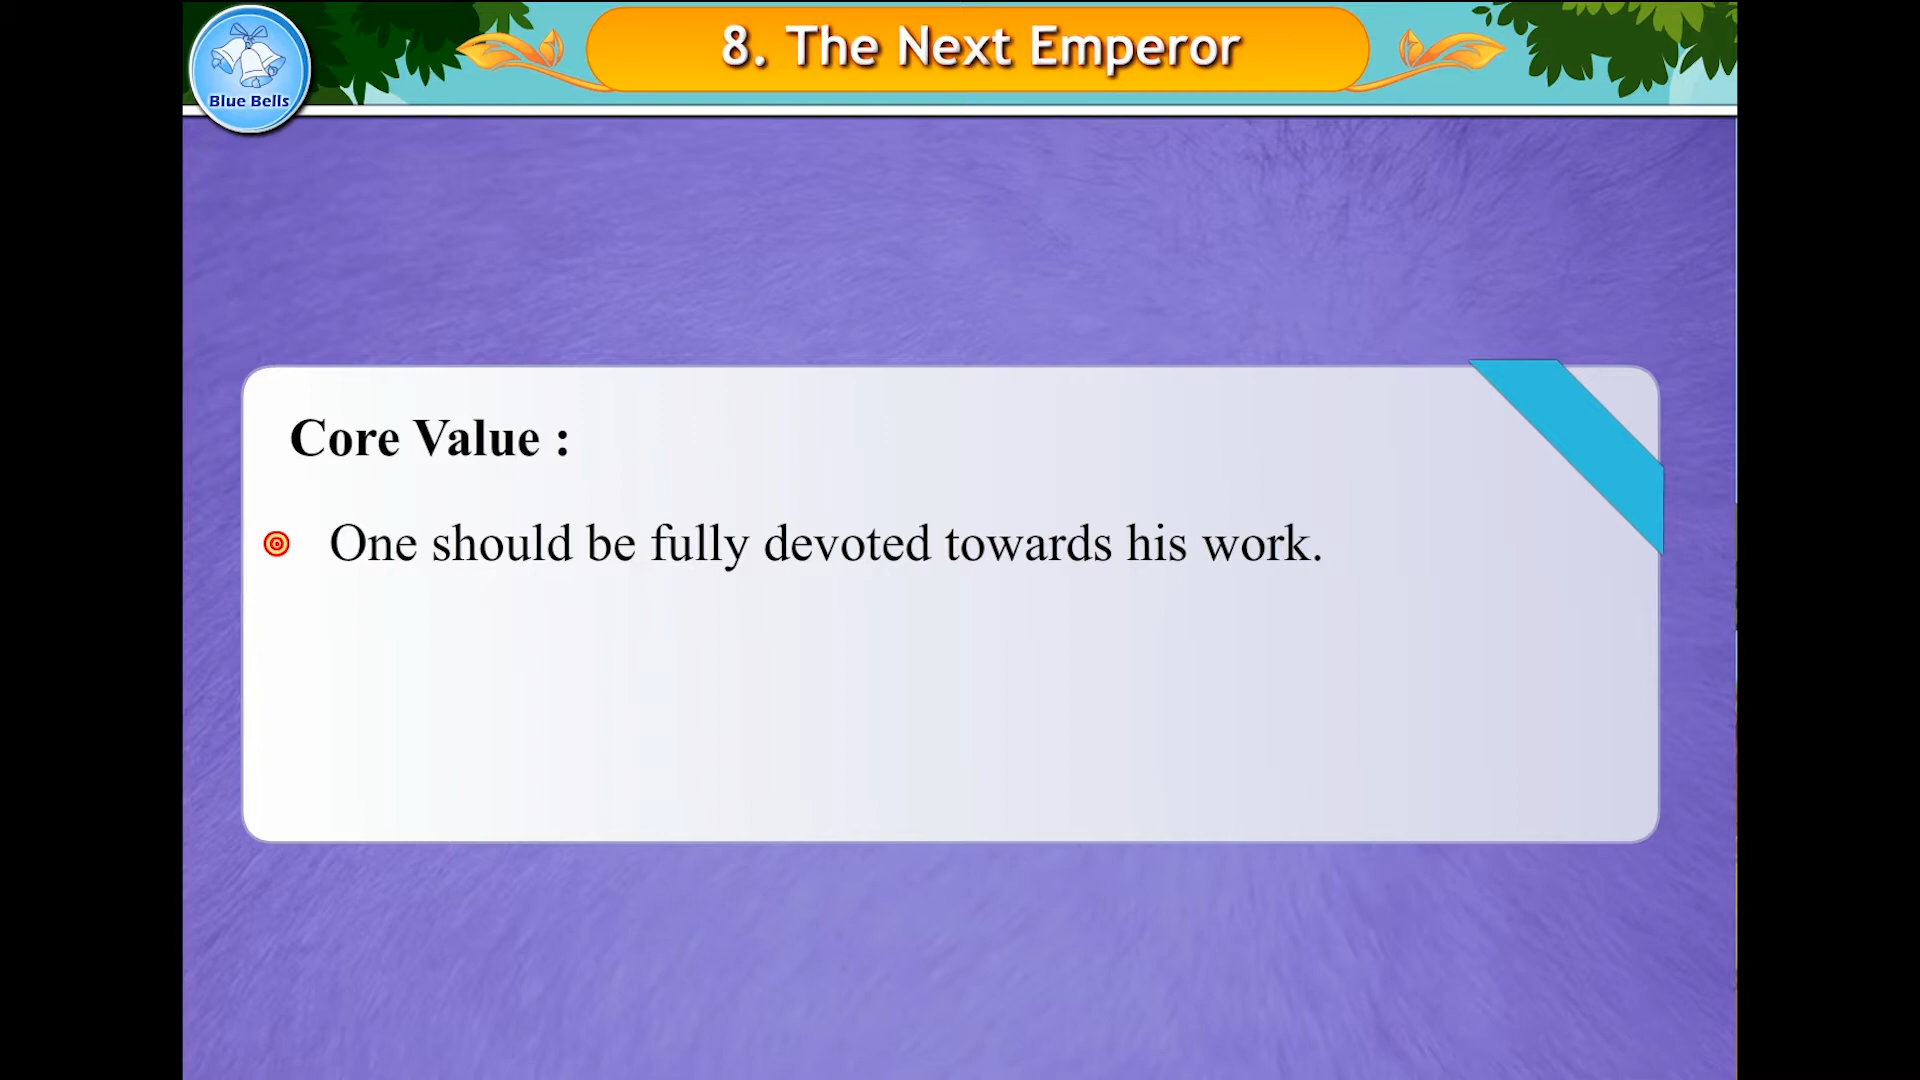 8. The Next Emperor
Blue Bells
Core Value :
One should be fully devoted towards his work.